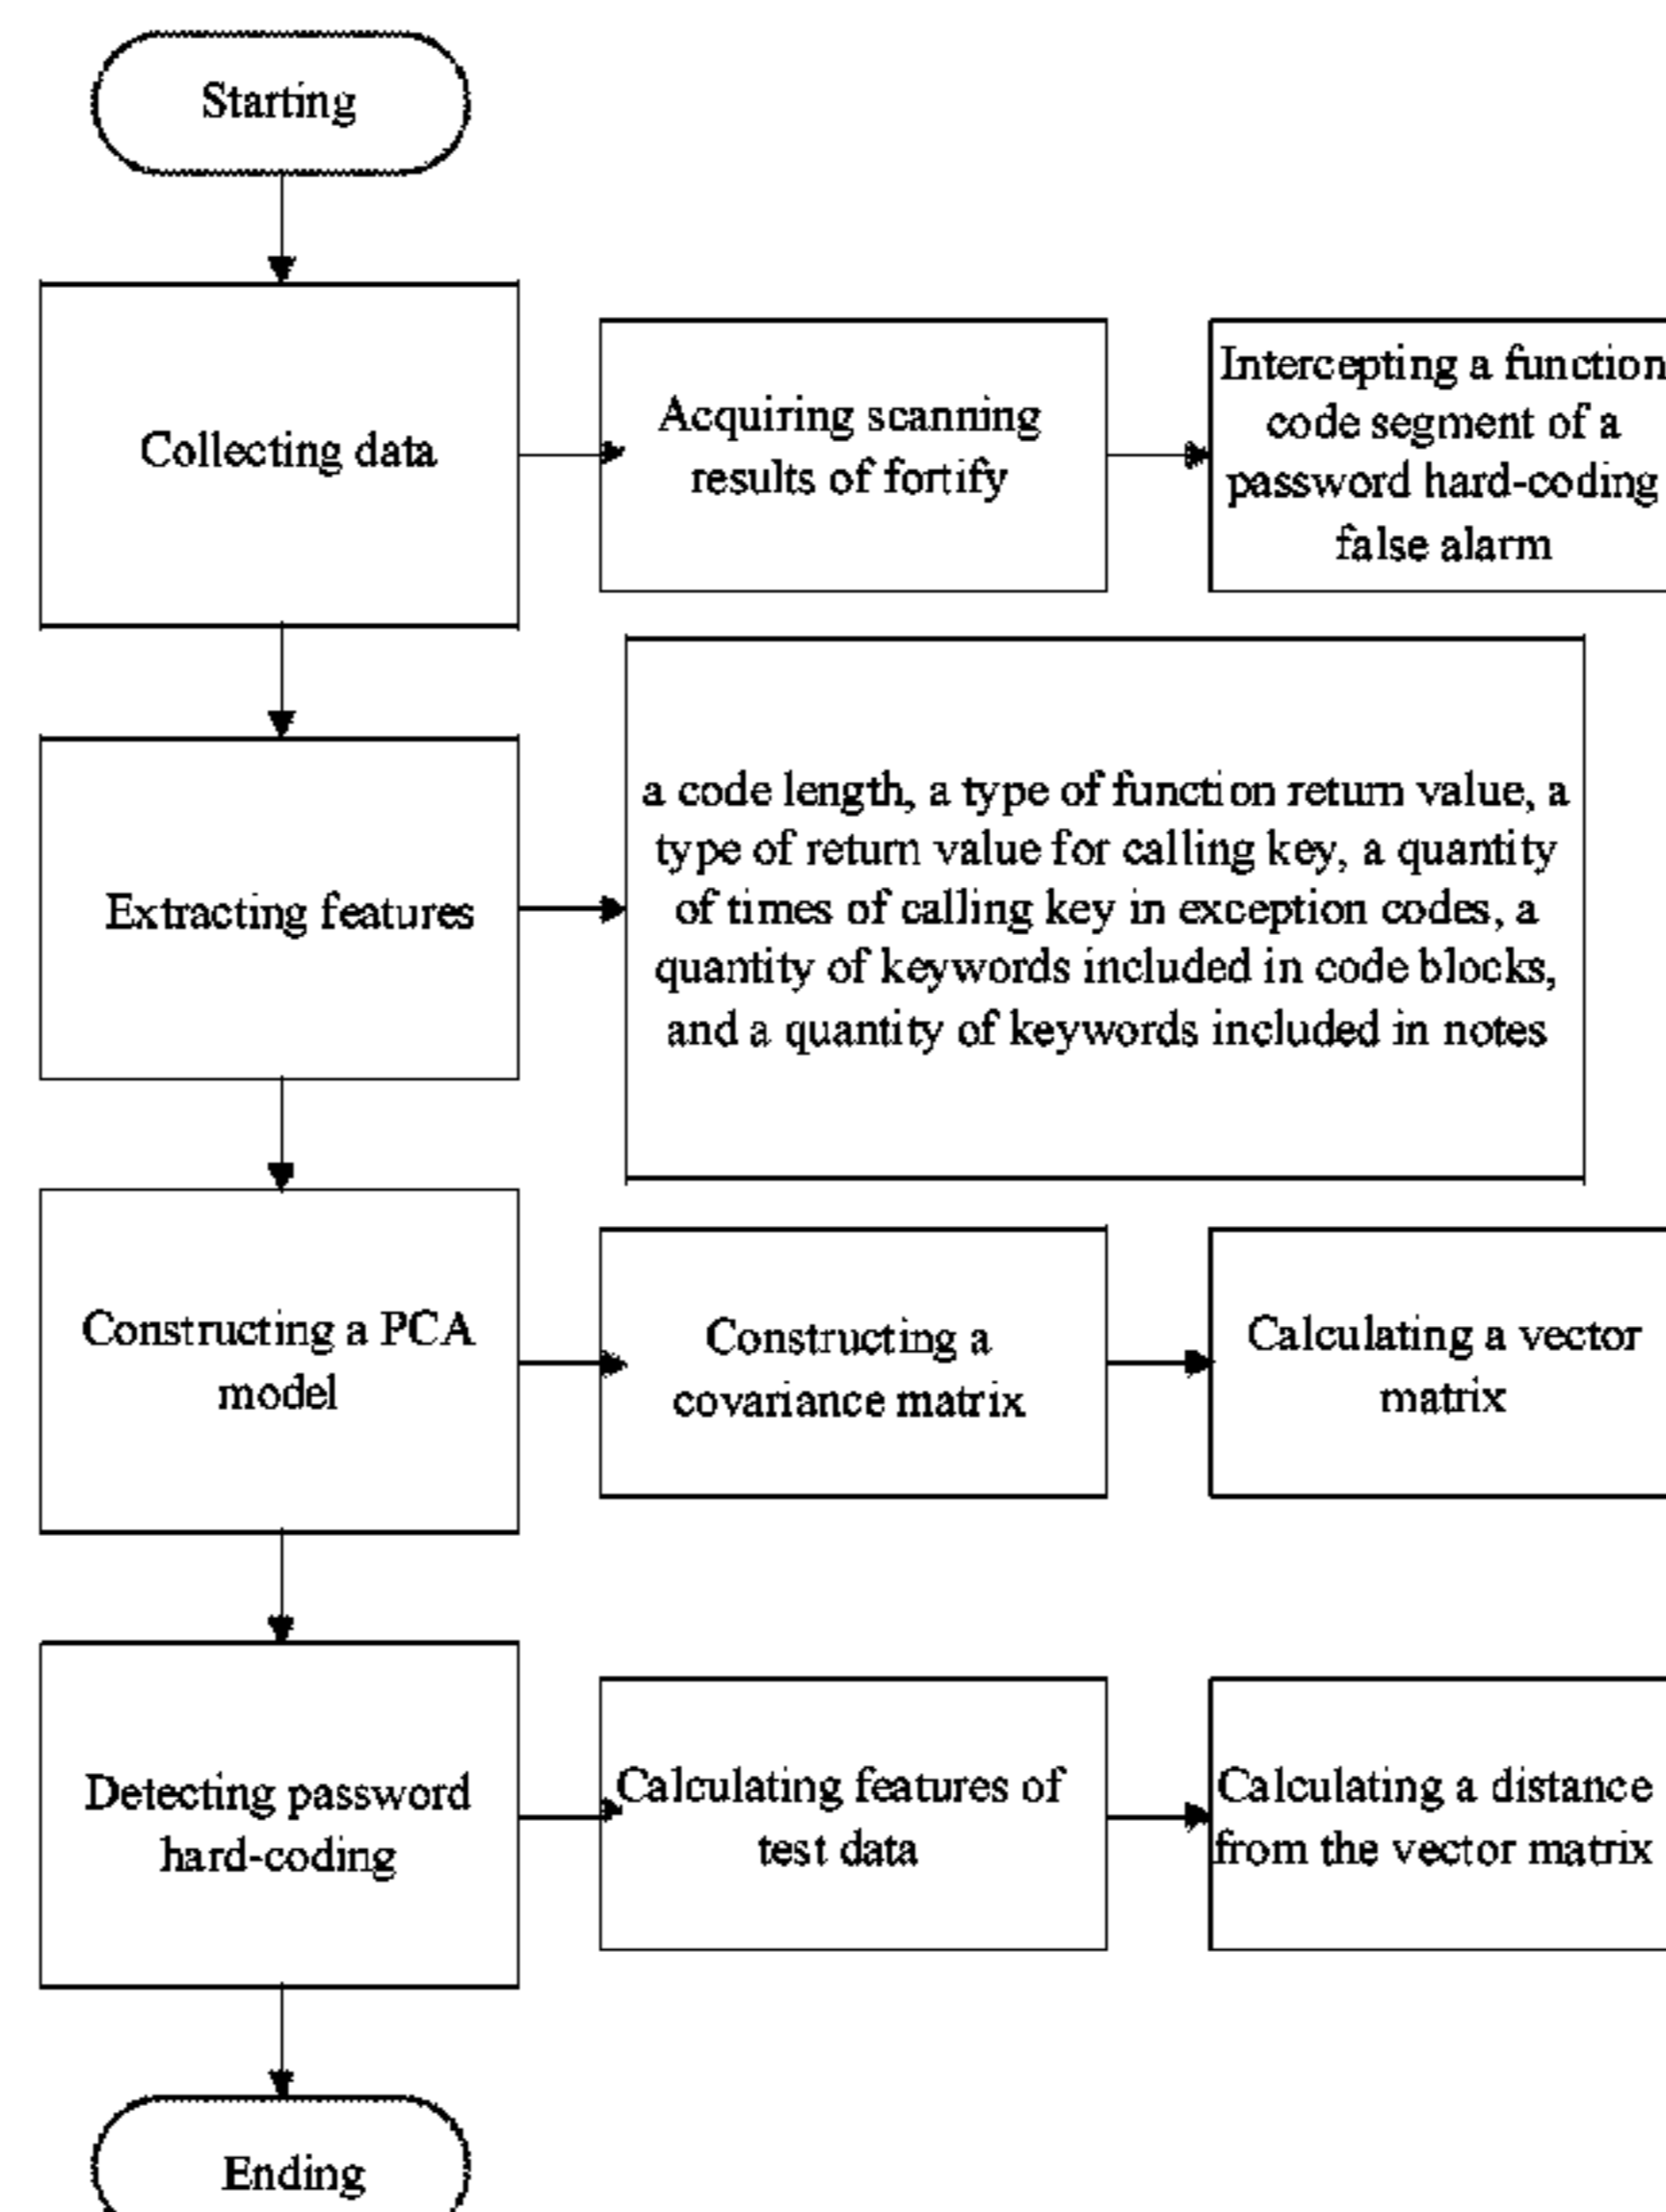 Starting
Collecting data
Acquiring scanning
results of fortify
Intercepting a function
code segment of a
password hard-coding
false alarm
Extracting features
a code length, a type of function return value, a
type of return value for calling key, a quantity
of times of calling key in exception codes, a
quantity of keywords included in code blocks,
and a quantity of keywords included in notes
Constructing a PCA
model
Constructing a
covariance matrix
Calculating a vector
matrix
Detecting password
hard-coding
Calculating features of
test data
Calculating a distance
from the vector matrix
Ending